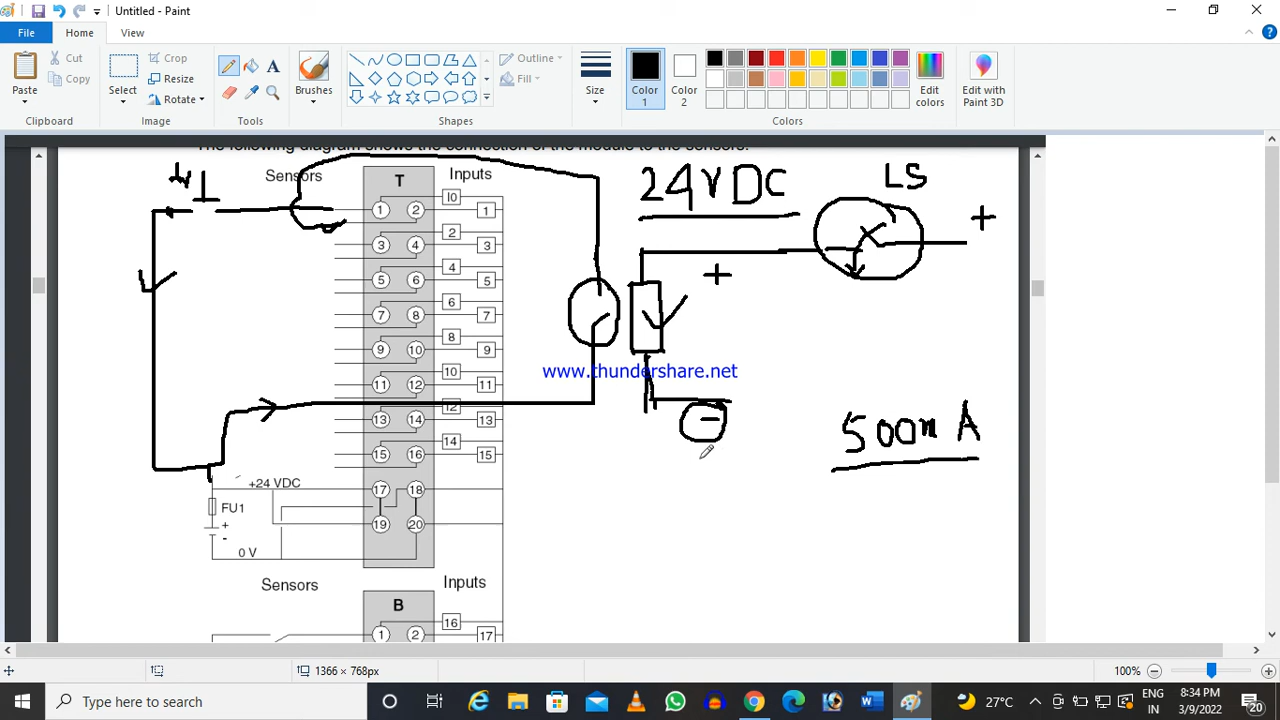 Untitled - Paint
File
Home
View
Paste
Cut
Copy
Clipboard
Select
Crop
Resize
Rotate
Image
A
Tools
Brushes
Shapes
Outline
Fill
Size
Color 1
Color 2
Colors
Edit colors
Edit with Paint 3D
The following diagram shows the connection of the module to the sensors:
Sensors
T
Inputs
I0
1 2 1
2
3 4 3
4
5 6 5
6
7 8 7
8
9 10 9
10
11 12 11
12
13 14 13
14
15 16 15
+24 VDC
17 18
FU1
19 20
+
-
0 V
Sensors
Inputs
B
16
1 2 17
24V DC
LS
+
+
-
500m A
www.thundershare.net
1366 × 768px
100%
Type here to search
27°C
ENG
IN
8:34 PM
3/9/2022
20